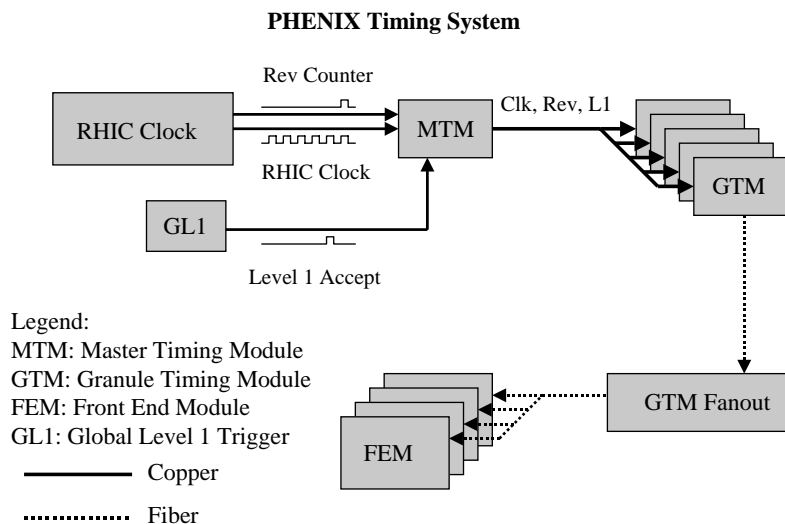 PHENIX Timing System
Rev Counter
RHIC Clock
MTM
Clk, Rev, L1
RHIC Clock
GTM
GL1
Level 1 Accept
Legend:
MTM: Master Timing Module
GTM: Granule Timing Module
FEM: Front End Module
GL1: Global Level 1 Trigger
Copper
Fiber
GTM Fanout
FEM